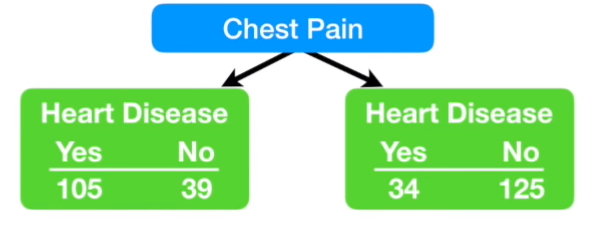 Chest Pain
Heart Disease
Yes No
105 39
Heart Disease
Yes No
34 125